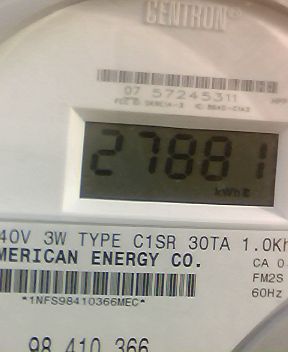 CENTRON®
07 57245311
27881
kWh
40V 3W TYPE C1SR 30TA 1.0Kh
MERICAN ENERGY CO.
CA 0
FM2S
60Hz
*1NFS98410366MEC*
98 410 366